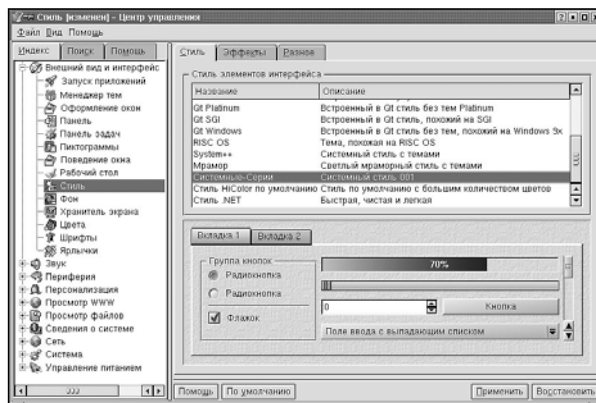 Стиль [изменен] - Центр управления
Файл Вид Помощь
Индекс Поиск Помощь
Внешний вид и интерфейс
Запуск приложений
Менеджер тем
Оформление окон
Панель
Панель задач
Пиктограммы
Поведение окна
Рабочий стол
Стиль
Фон
Хранитель экрана
Цвета
Шрифты
Ярлычки
Звук
Периферия
Персонализация
Просмотр WWW
Просмотр файлов
Сведения о системе
Сеть
Система
Управление питанием
Стиль Эффекты Разное
Стиль элементов интерфейса
Название Описание
Qt Platinum Встроенный в Qt стиль без тем Platinum
Qt SGI Встроенный в Qt стиль, похожий на SGI
Qt Windows Встроенный в Qt стиль без тем, похожий на Windows 9x
RISC OS Тема, похожая на RISC OS
System++ Системный стиль с темами
Мрамор Светлый мраморный стиль с темами
Системные-Серии Системный стиль 001
Стиль HiColor по умолчанию Стиль по умолчанию с большим количеством цветов
Стиль .NET Быстрая, чистая и легкая
Вкладка 1 Вкладка 2
Группа кнопок
Радиокнопка
Радиокнопка
Флажок
70%
0 Кнопка
Поле ввода с выпадающим списком
Помощь По умолчанию Применить Восстановить